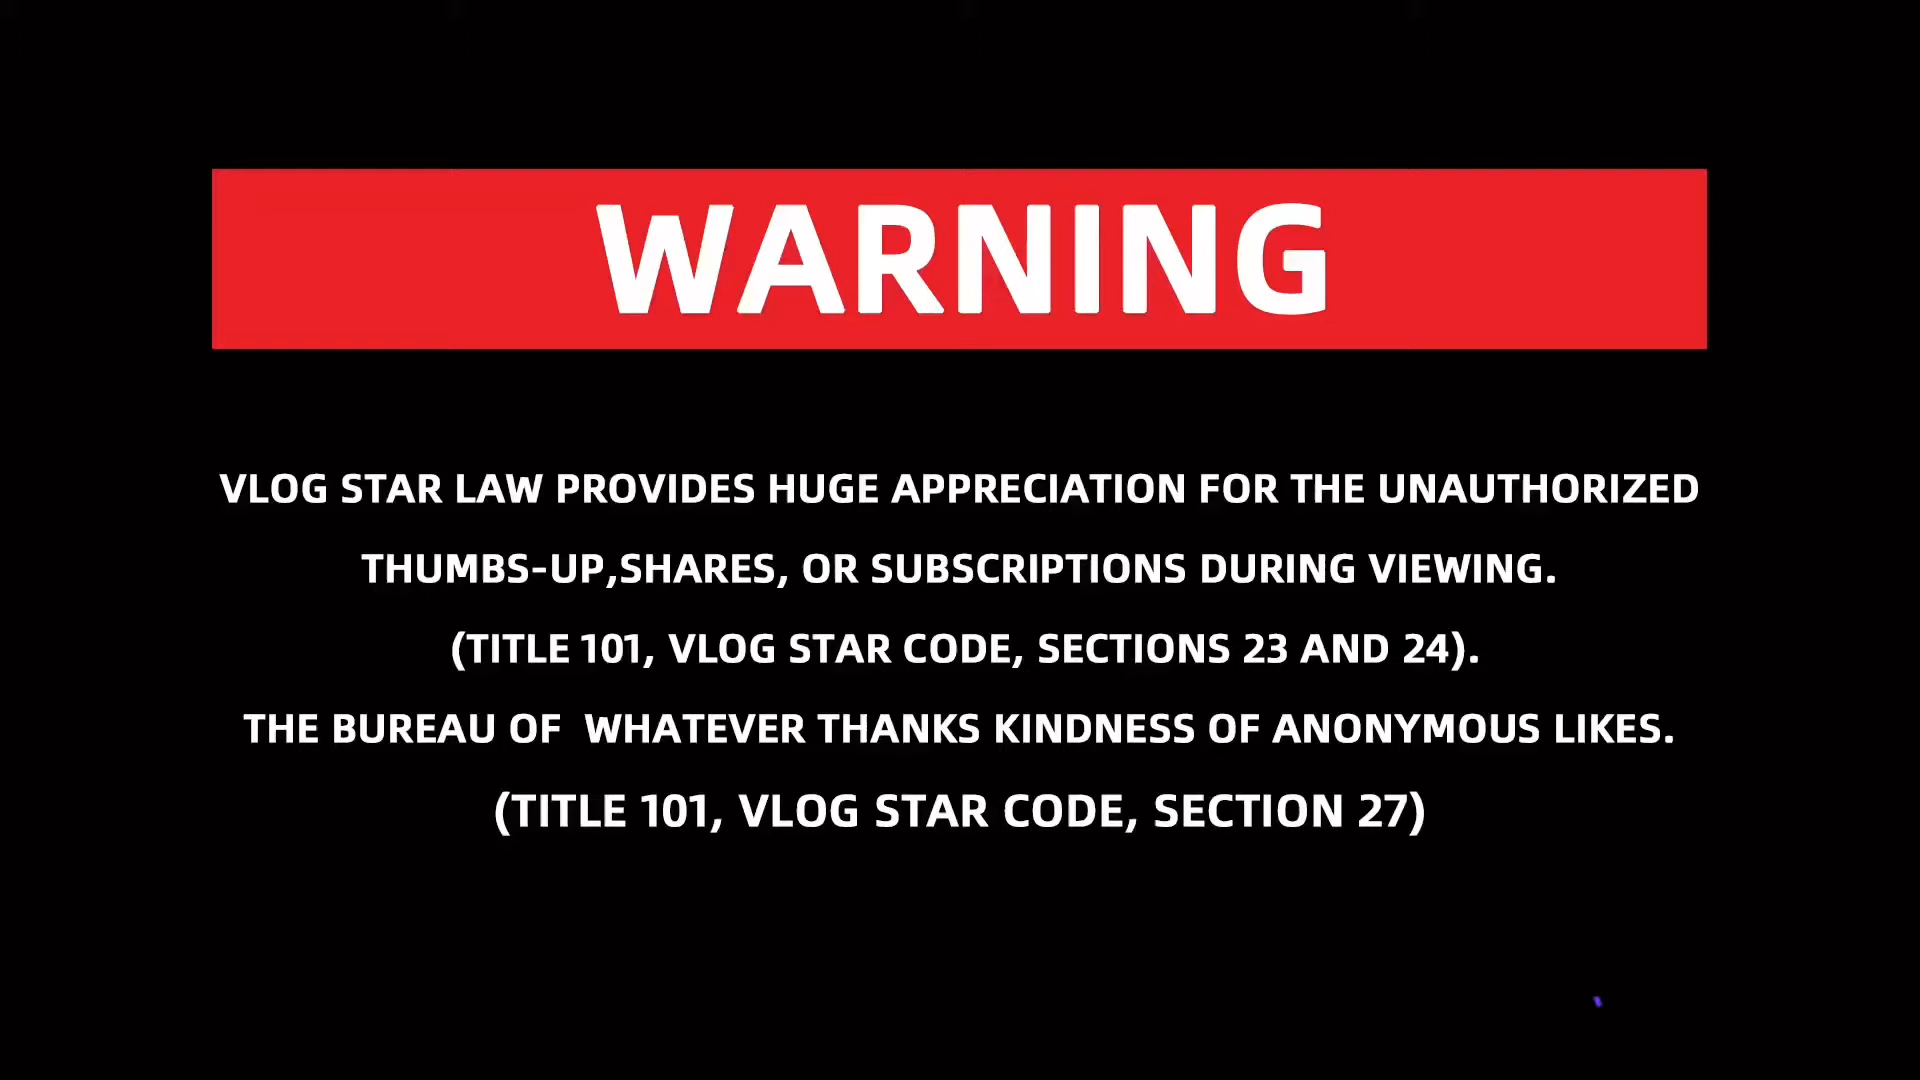 WARNING
VLOG STAR LAW PROVIDES HUGE APPRECIATION FOR THE UNAUTHORIZED
THUMBS-UP,SHARES, OR SUBSCRIPTIONS DURING VIEWING.
(TITLE 101, VLOG STAR CODE, SECTIONS 23 AND 24).
THE BUREAU OF  WHATEVER THANKS KINDNESS OF ANONYMOUS LIKES.
(TITLE 101, VLOG STAR CODE, SECTION 27)